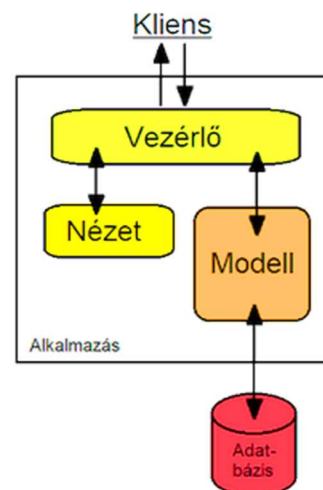 Kliens
Vezérlő
Nézet
Modell
Alkalmazás
Adat-
bázis